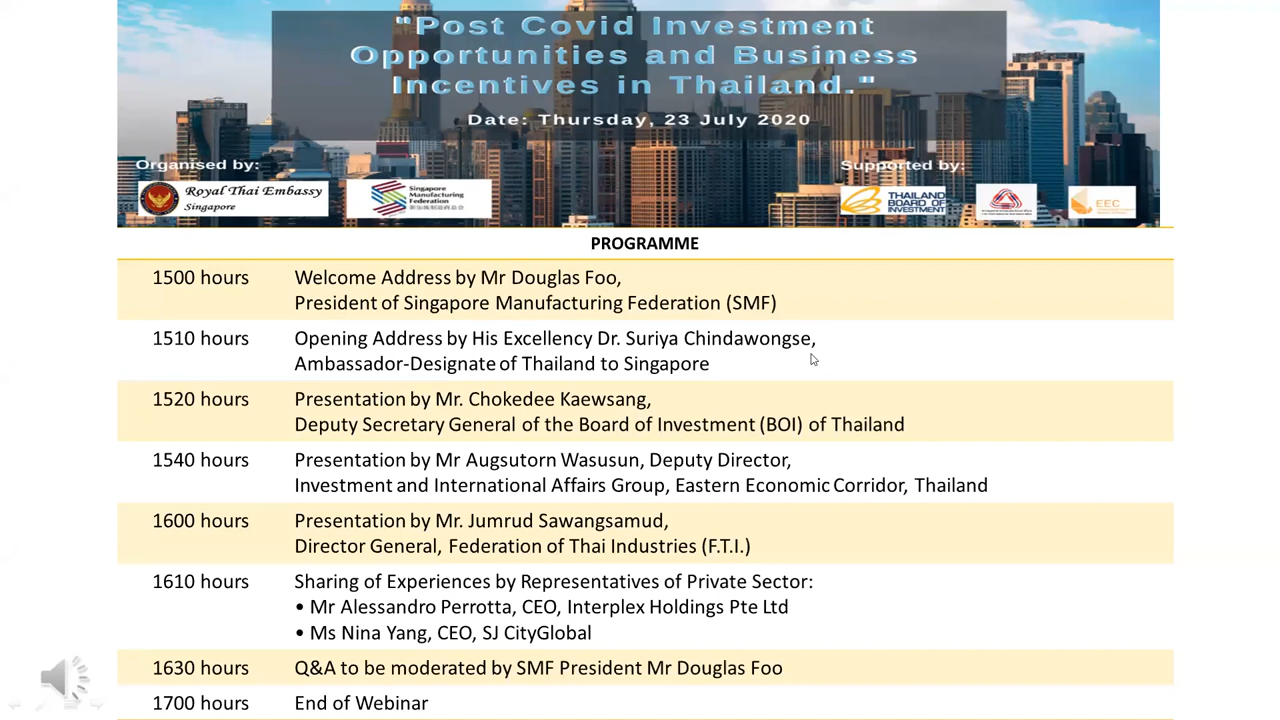 "Post Covid Investment
Opportunities and Business
Incentives in Thailand."
Date: Thursday, 23 July 2020
Organised by:
Supported by:
Royal Thai Embassy
Singapore
Singapore
Manufacturing
Federation
THAILAND
BOARD OF
INVESTMENT
EEC
PROGRAMME
1500 hours Welcome Address by Mr Douglas Foo,
President of Singapore Manufacturing Federation (SMF)
1510 hours Opening Address by His Excellency Dr. Suriya Chindawongse,
Ambassador-Designate of Thailand to Singapore
1520 hours Presentation by Mr. Chokedee Kaewsang,
Deputy Secretary General of the Board of Investment (BOI) of Thailand
1540 hours Presentation by Mr Augsutorn Wasusun, Deputy Director,
Investment and International Affairs Group, Eastern Economic Corridor, Thailand
1600 hours Presentation by Mr. Jumrud Sawangsamud,
Director General, Federation of Thai Industries (F.T.I.)
1610 hours Sharing of Experiences by Representatives of Private Sector:
• Mr Alessandro Perrotta, CEO, Interplex Holdings Pte Ltd
• Ms Nina Yang, CEO, SJ CityGlobal
1630 hours Q&A to be moderated by SMF President Mr Douglas Foo
1700 hours End of Webinar